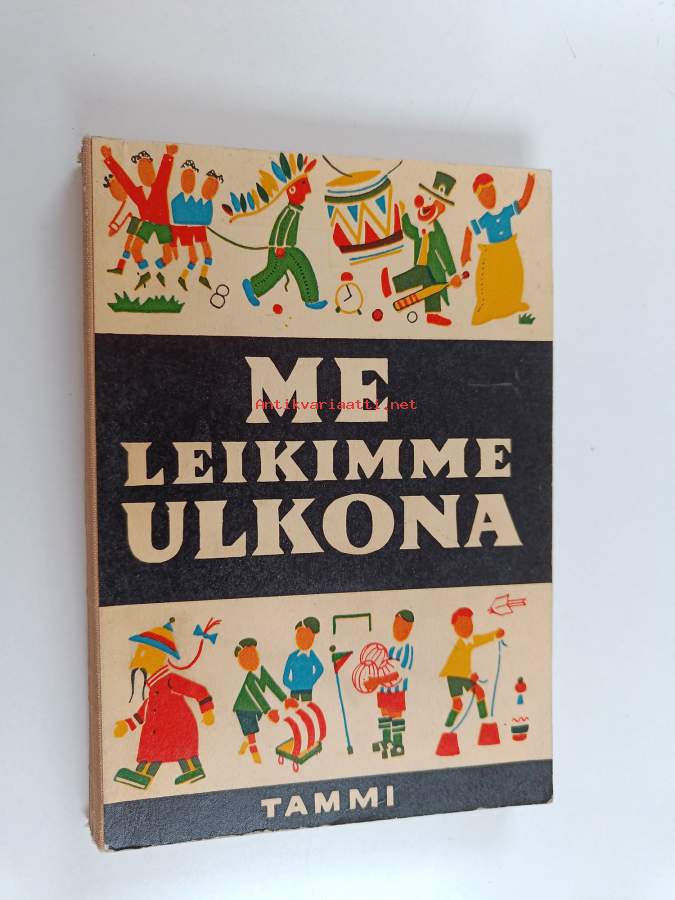 ME
Antikvariaatti.net
LEIKIMME
ULKONA
TAMMI